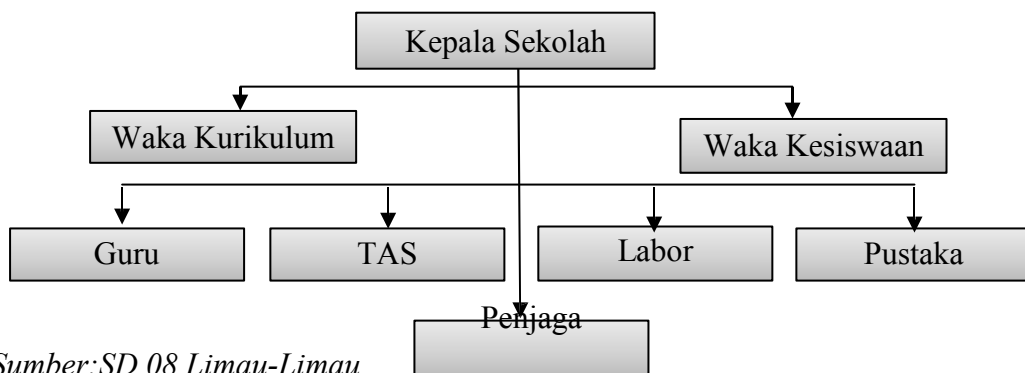 Kepala Sekolah
Waka Kurikulum
Waka Kesiswaan
Guru
TAS
Labor
Pustaka
Penjaga
Sumber:SD 08 Limau-Limau